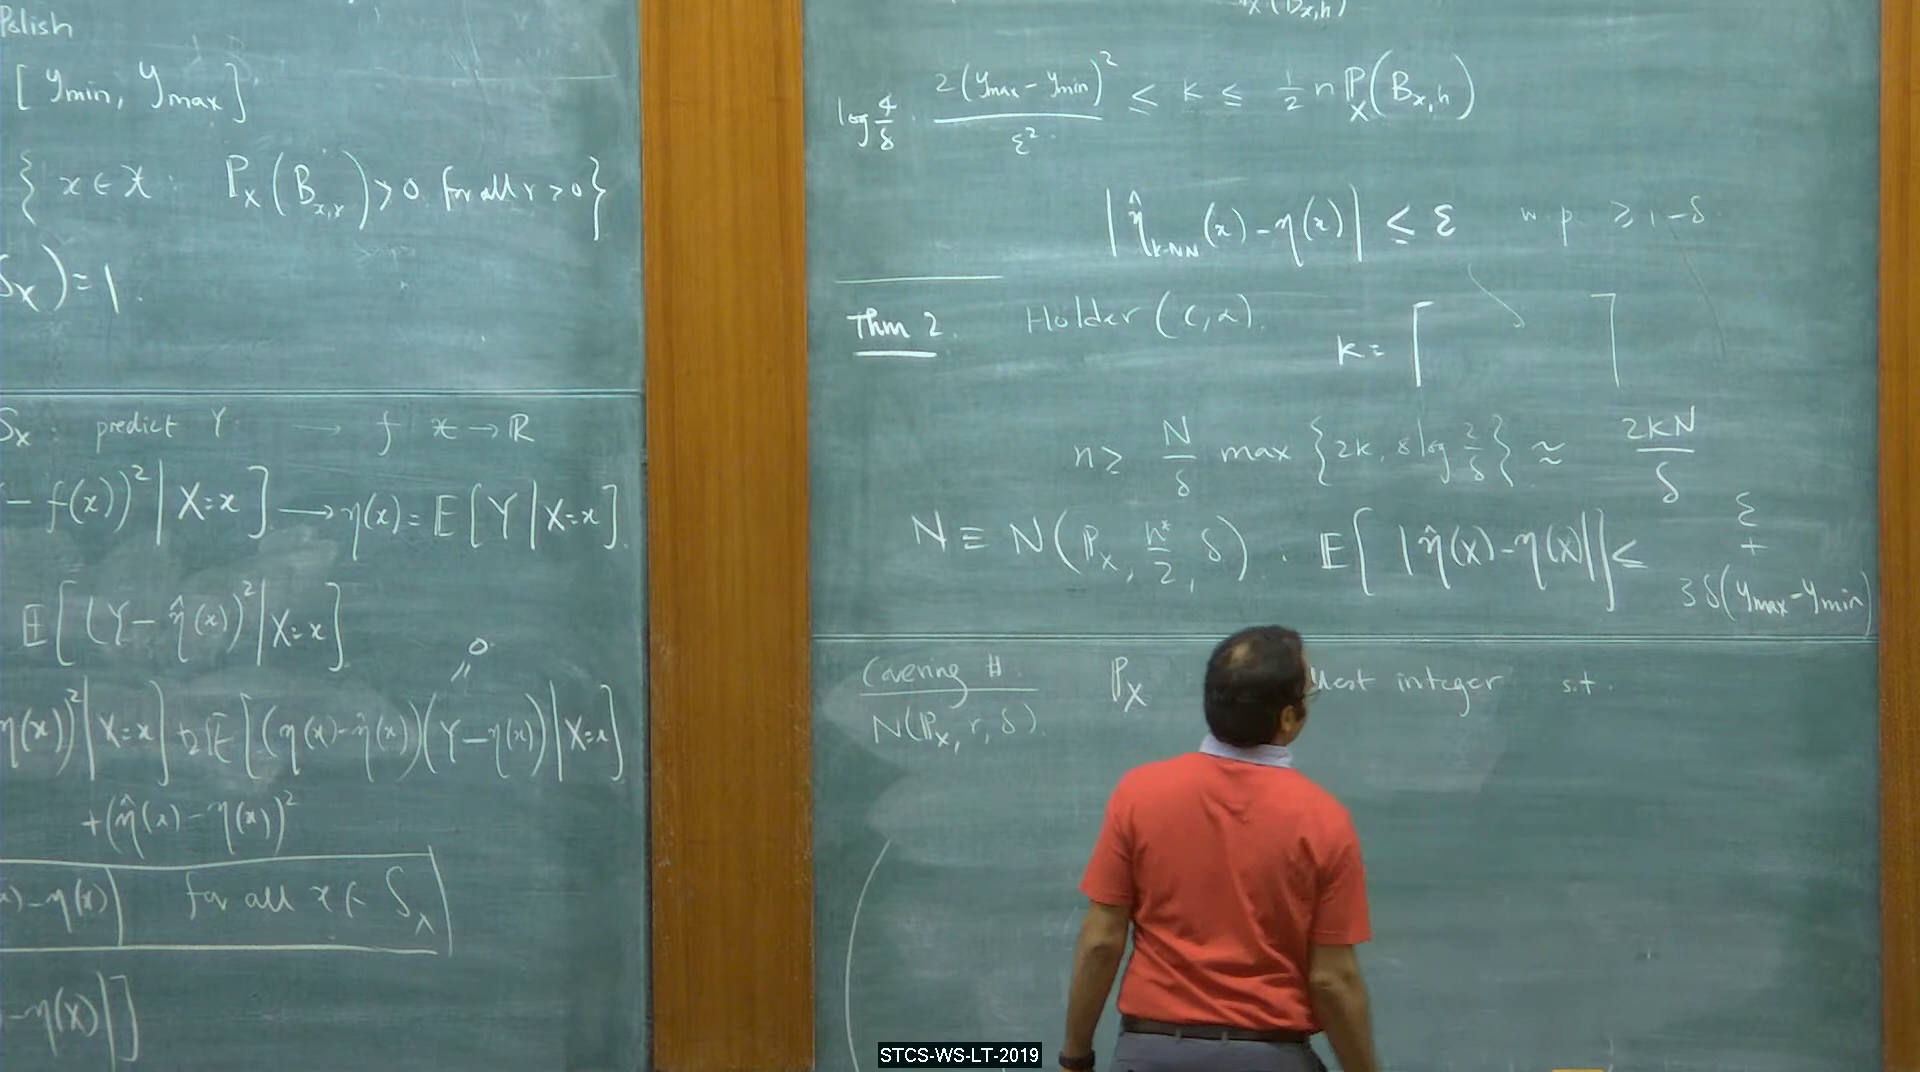 Polish
[ y_min, y_max ]
{ x ∈ 𝒳 : P_X ( B_{x,r} ) > 0 for all r > 0 }
S_X ) = 1 .
S_X : predict Y → f 𝒳 → ℝ
- f(x))² | X=x ] → η(x) = E[ Y | X=x ]
E[ (Y - η̂(x))² | X=x ]
" 0
η(x))² | X=x ] + 2E[ (η(x) - η̂(x)) (Y - η(x)) | X=x ]
+ (η̂(x) - η(x))²
) - η(x)| for all x ∈ S_X
- η(X)| ]
(B_{x,h})
log 4/δ · 2(y_max - y_min)² / ε² ≤ k ≤ 1/2 n P_X ( B_{x,h} )
| η̂_{k-NN} (x) - η(x) | ≤ ε w.p. ≥ 1-δ
Thm 2. Holder (C, α). k = ⌈ ⌉
n ≥ N/δ max { 2k, 8 log 2/δ } ≈ 2kN/δ
N ≡ N( P_X, h*/2, δ ) . E[ |η̂(X) - η(X)| ] ≤ ε + 3δ(y_max - y_min)
Covering # P_X integer s.t.
N(P_X, r, δ).
STCS-WS-LT-2019